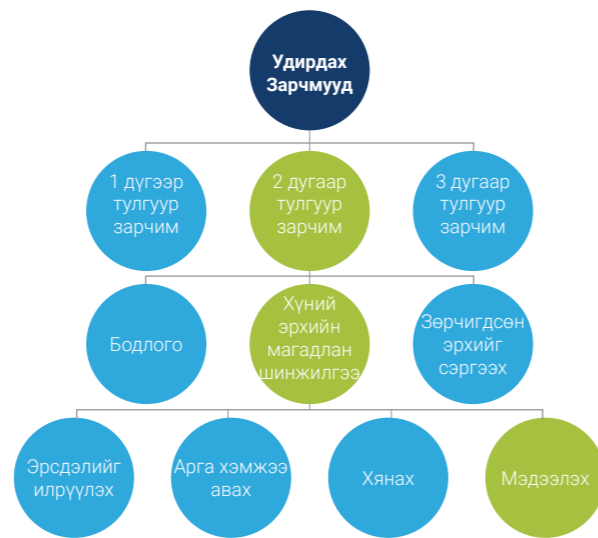 Удирдах
Зарчмууд
1 дүгээр
тулгуур
зарчим
2 дугаар
тулгуур
зарчим
3 дугаар
тулгуур
зарчим
Бодлого
Хүний
эрхийн
магадлан
шинжилгээ
Зөрчигдсөн
эрхийг
сэргээх
Эрсдэлийг
илрүүлэх
Арга хэмжээ
авах
Хянах
Мэдээлэх